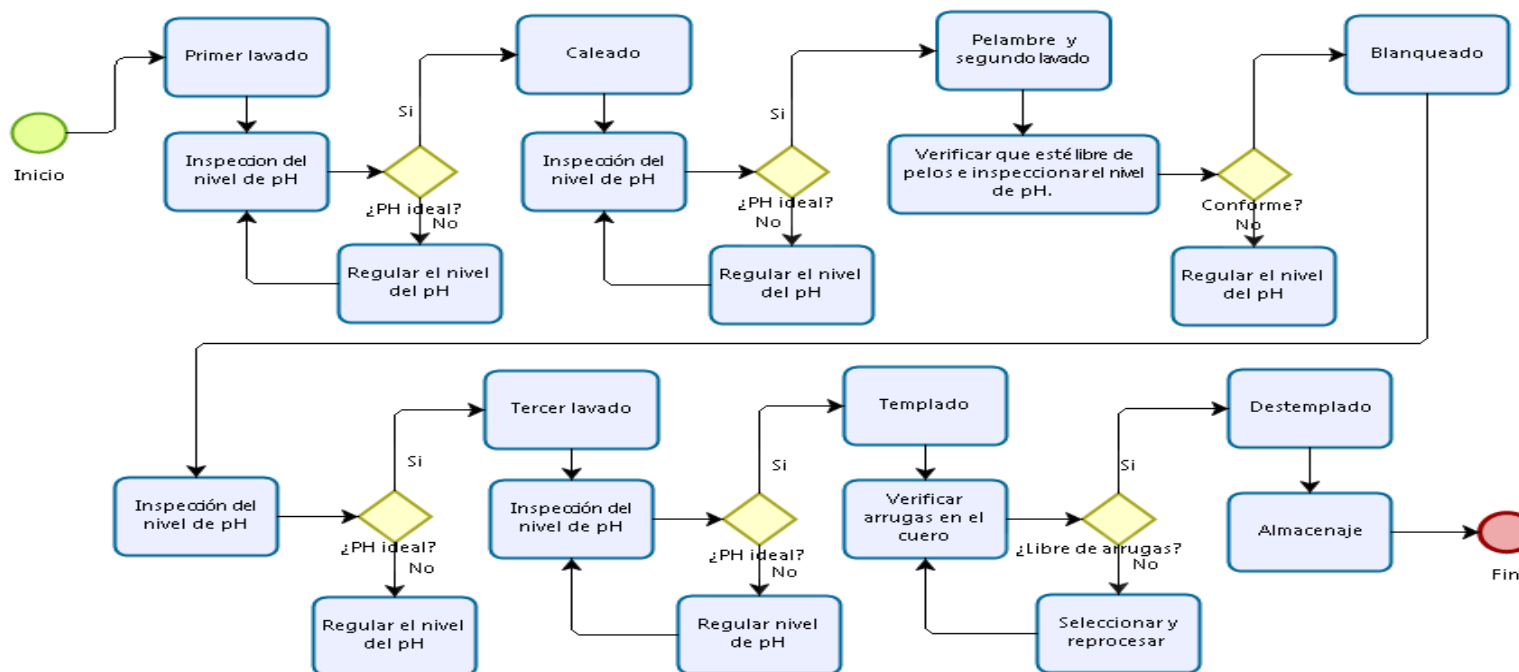 Inicio
Primer lavado
Inspeccion del
nivel de pH
¿PH ideal?
Si
No
Regular el nivel
del pH
Caleado
Inspección del
nivel de pH
¿PH ideal?
Si
No
Regular el nivel
del pH
Pelambre y
segundo lavado
Verificar que esté libre de
pelos e inspeccionar el nivel
de pH.
Conforme?
No
Regular el nivel
del pH
Blanqueado
Inspección del
nivel de pH
¿PH ideal?
Si
No
Regular el nivel
del pH
Tercer lavado
Inspección del
nivel de pH
¿PH ideal?
Si
No
Regular nivel
de pH
Templado
Verificar
arrugas en el
cuero
¿Libre de arrugas?
Si
No
Seleccionar y
reprocesar
Destemplado
Almacenaje
Fin